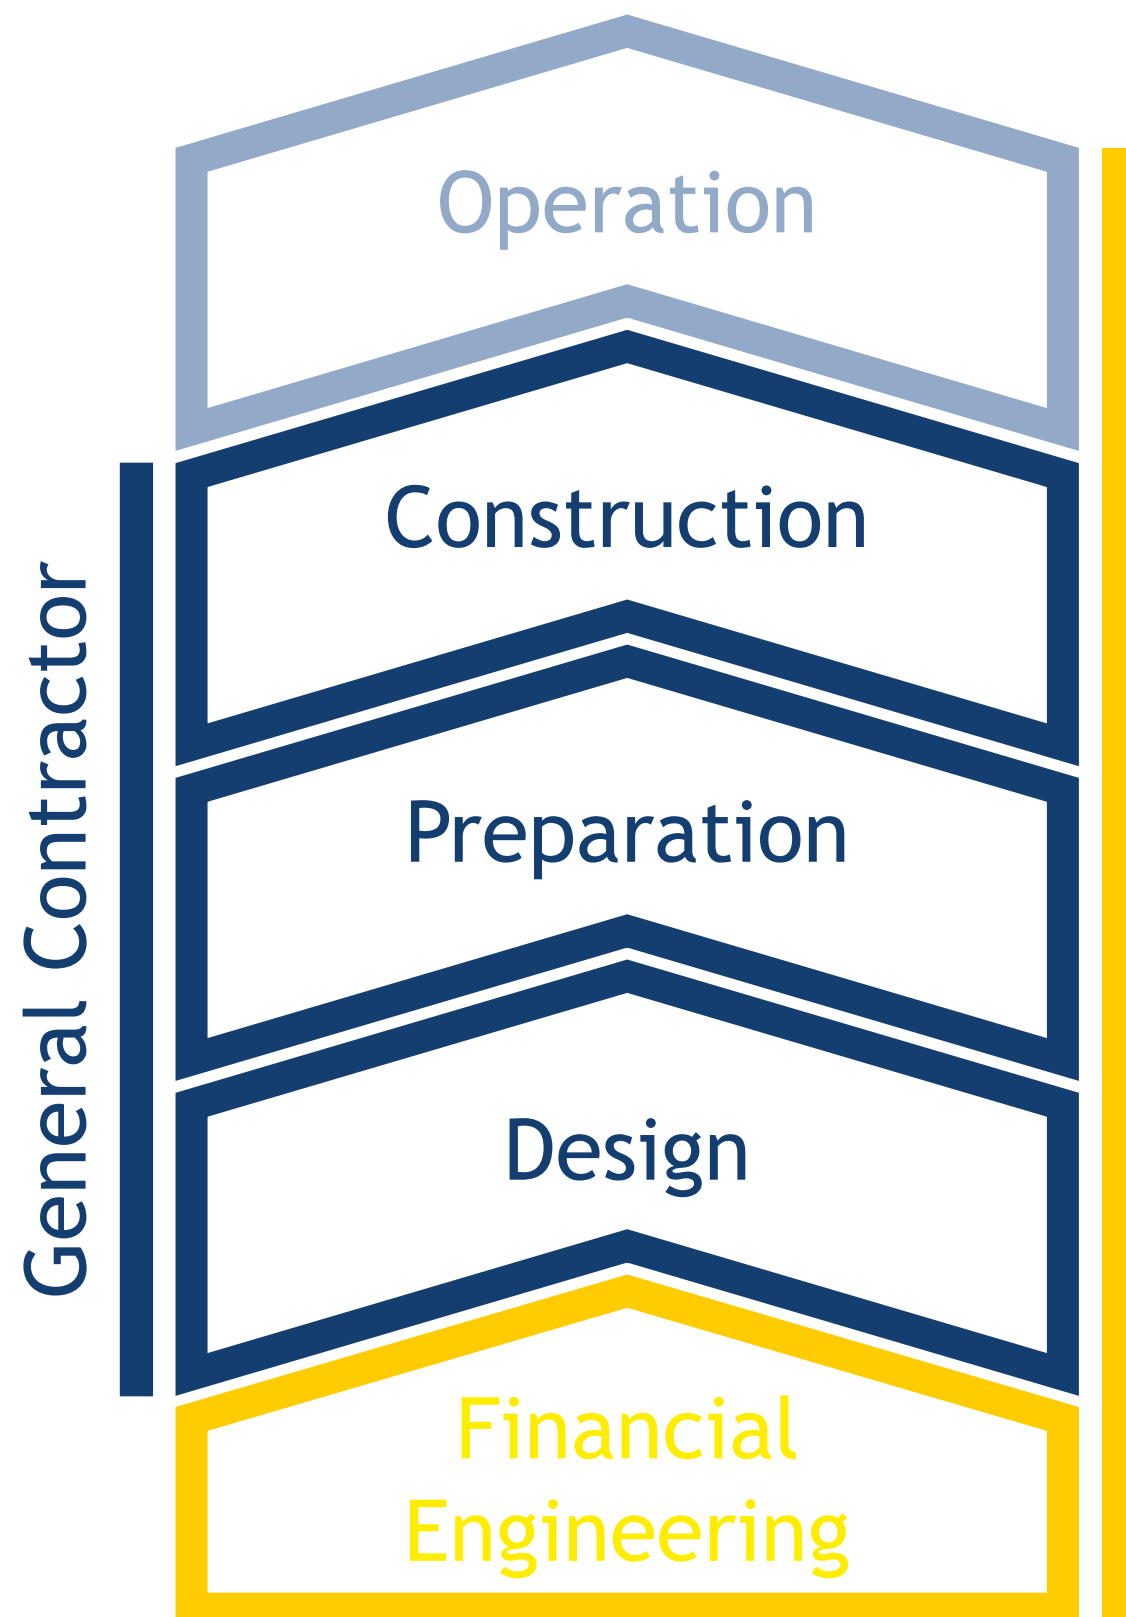 Operation
Construction
Preparation
Design
Financial
Engineering
General Contractor